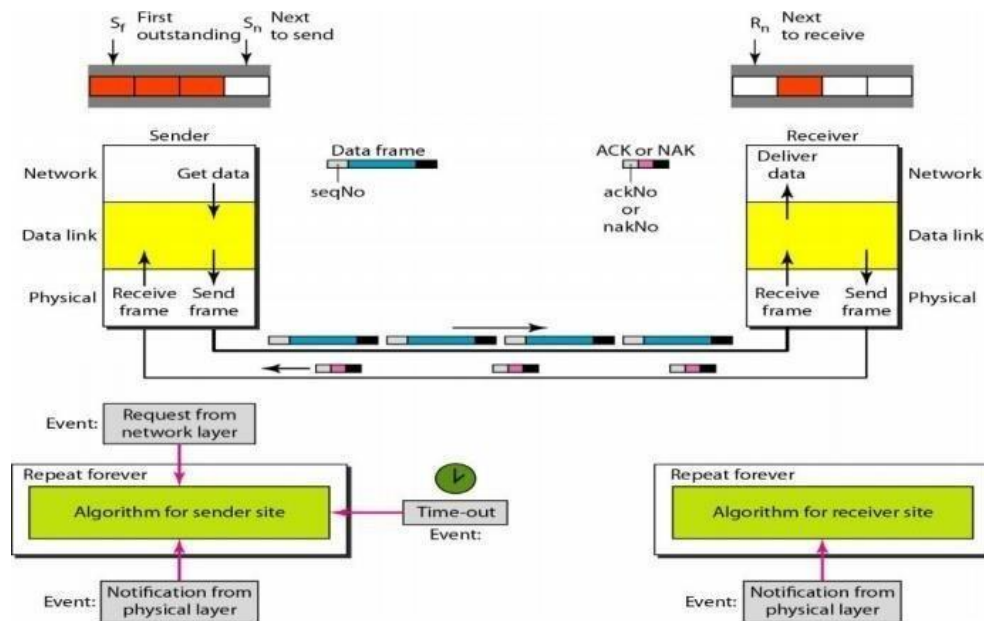 Sf First outstanding
Sn Next to send
Rn Next to receive
Sender
Receiver
Network
Get data
Data link
Physical
Receive frame
Send frame
Data frame
seqNo
ACK or NAK
ackNo
or
nakNo
Deliver
data
Network
Data link
Physical
Receive frame
Send frame
Event:
Request from
network layer
Repeat forever
Algorithm for sender site
Time-out
Event:
Event:
Notification from
physical layer
Repeat forever
Algorithm for receiver site
Event:
Notification from
physical layer